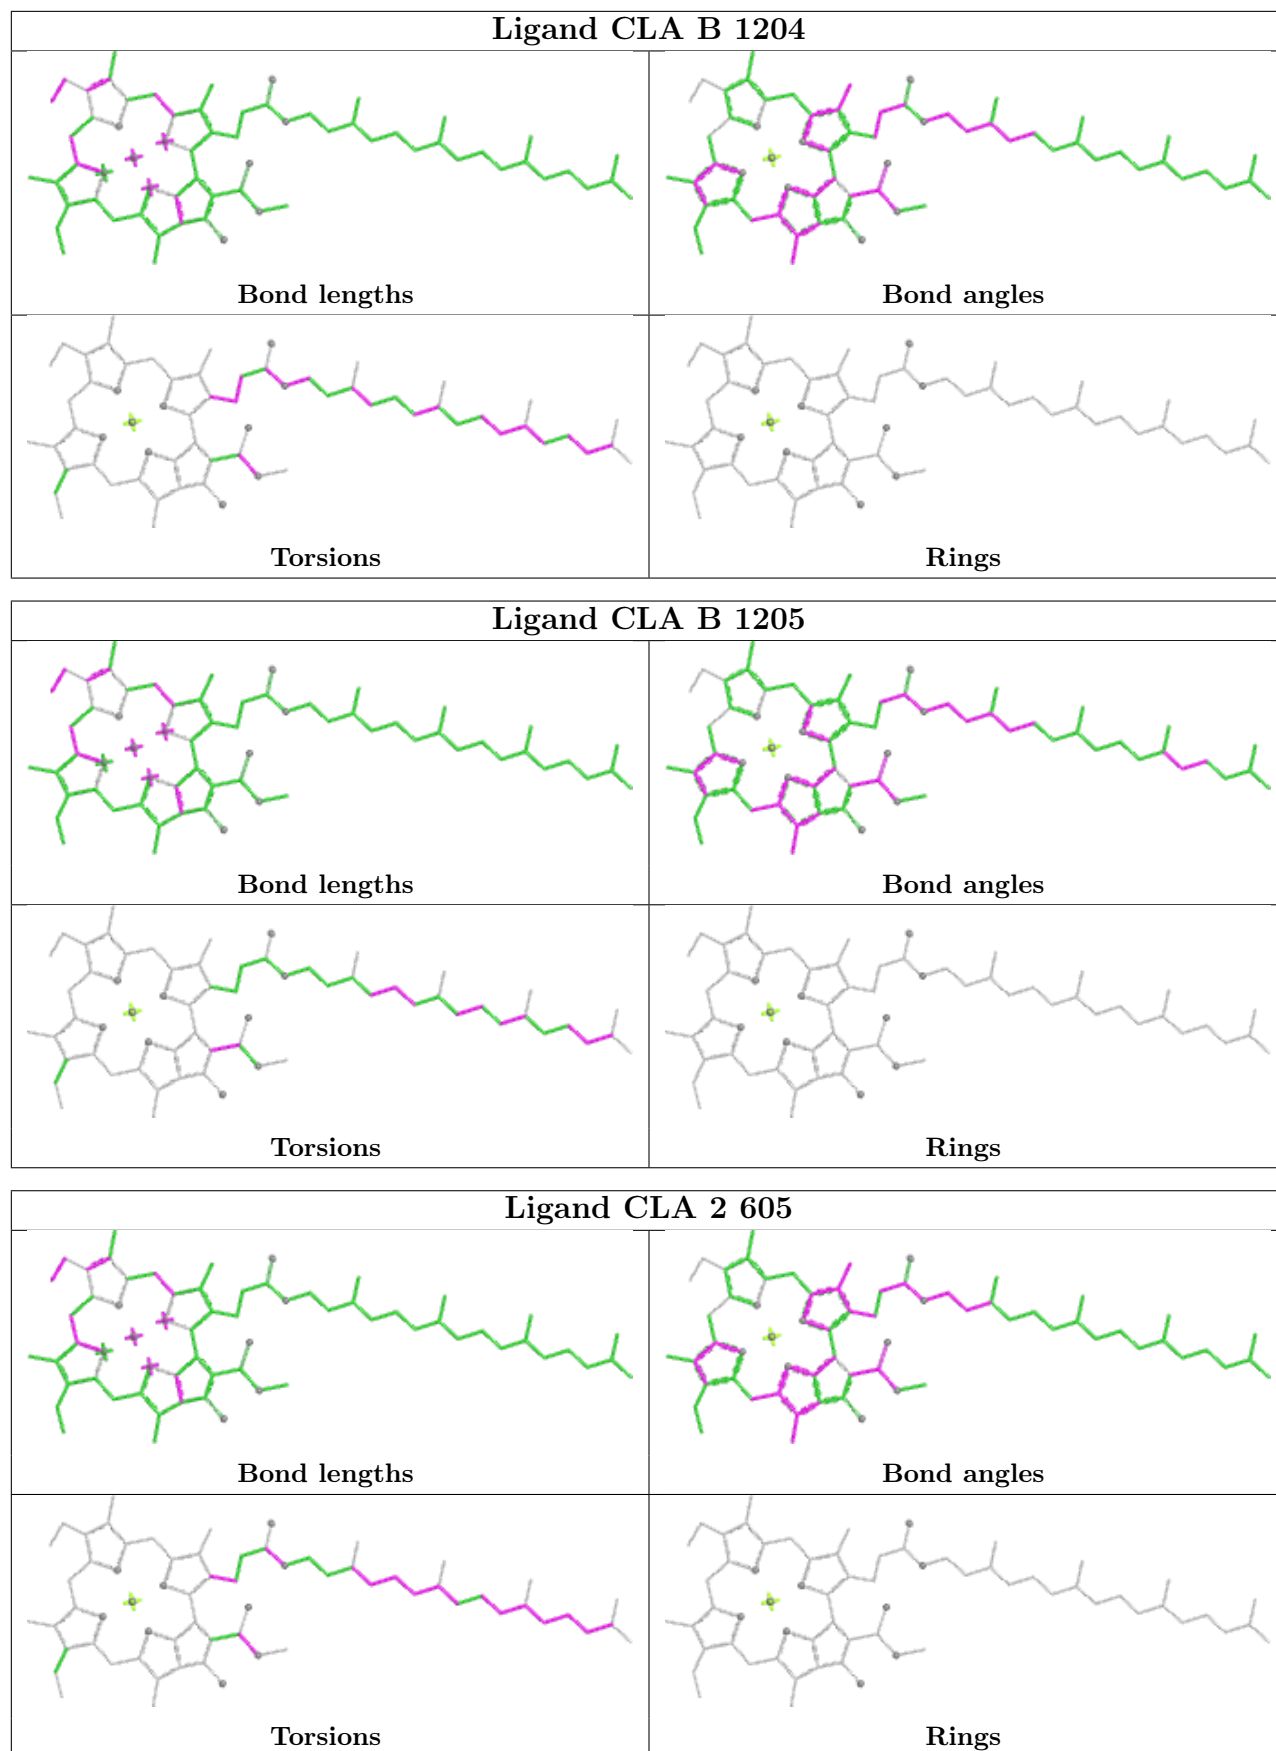 Ligand CLA B 1204
Bond lengths
Bond angles
Torsions
Rings
Ligand CLA B 1205
Bond lengths
Bond angles
Torsions
Rings
Ligand CLA 2 605
Bond lengths
Bond angles
Torsions
Rings